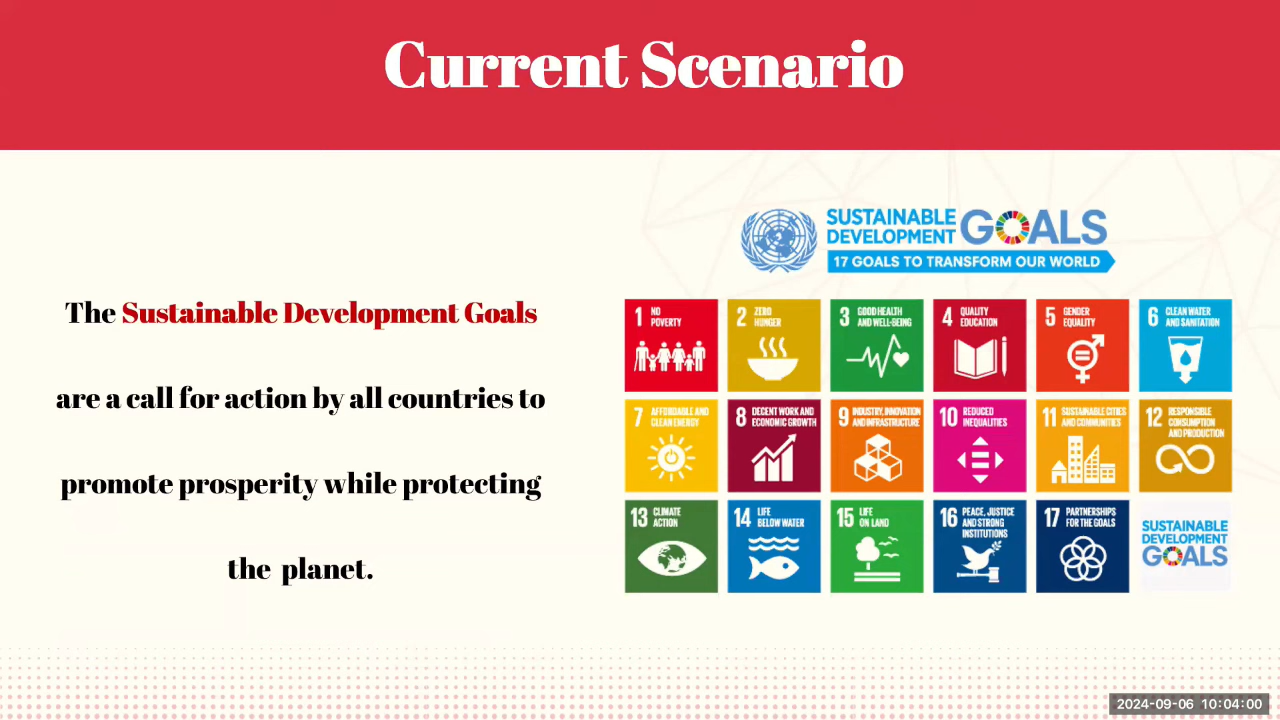 Current Scenario
SUSTAINABLE
DEVELOPMENT GOALS
17 GOALS TO TRANSFORM OUR WORLD
The Sustainable Development Goals
are a call for action by all countries to
promote prosperity while protecting
the planet.
1 NO
POVERTY
2 ZERO
HUNGER
3 GOOD HEALTH
AND WELL-BEING
4 QUALITY
EDUCATION
5 GENDER
EQUALITY
6 CLEAN WATER
AND SANITATION
7 AFFORDABLE AND
CLEAN ENERGY
8 DECENT WORK AND
ECONOMIC GROWTH
9 INDUSTRY, INNOVATION
AND INFRASTRUCTURE
10 REDUCED
INEQUALITIES
11 SUSTAINABLE CITIES
AND COMMUNITIES
12 RESPONSIBLE
CONSUMPTION
AND PRODUCTION
13 CLIMATE
ACTION
14 LIFE
BELOW WATER
15 LIFE
ON LAND
16 PEACE, JUSTICE
AND STRONG
INSTITUTIONS
17 PARTNERSHIPS
FOR THE GOALS
SUSTAINABLE
DEVELOPMENT
GOALS
2024-09-06 10:04:00